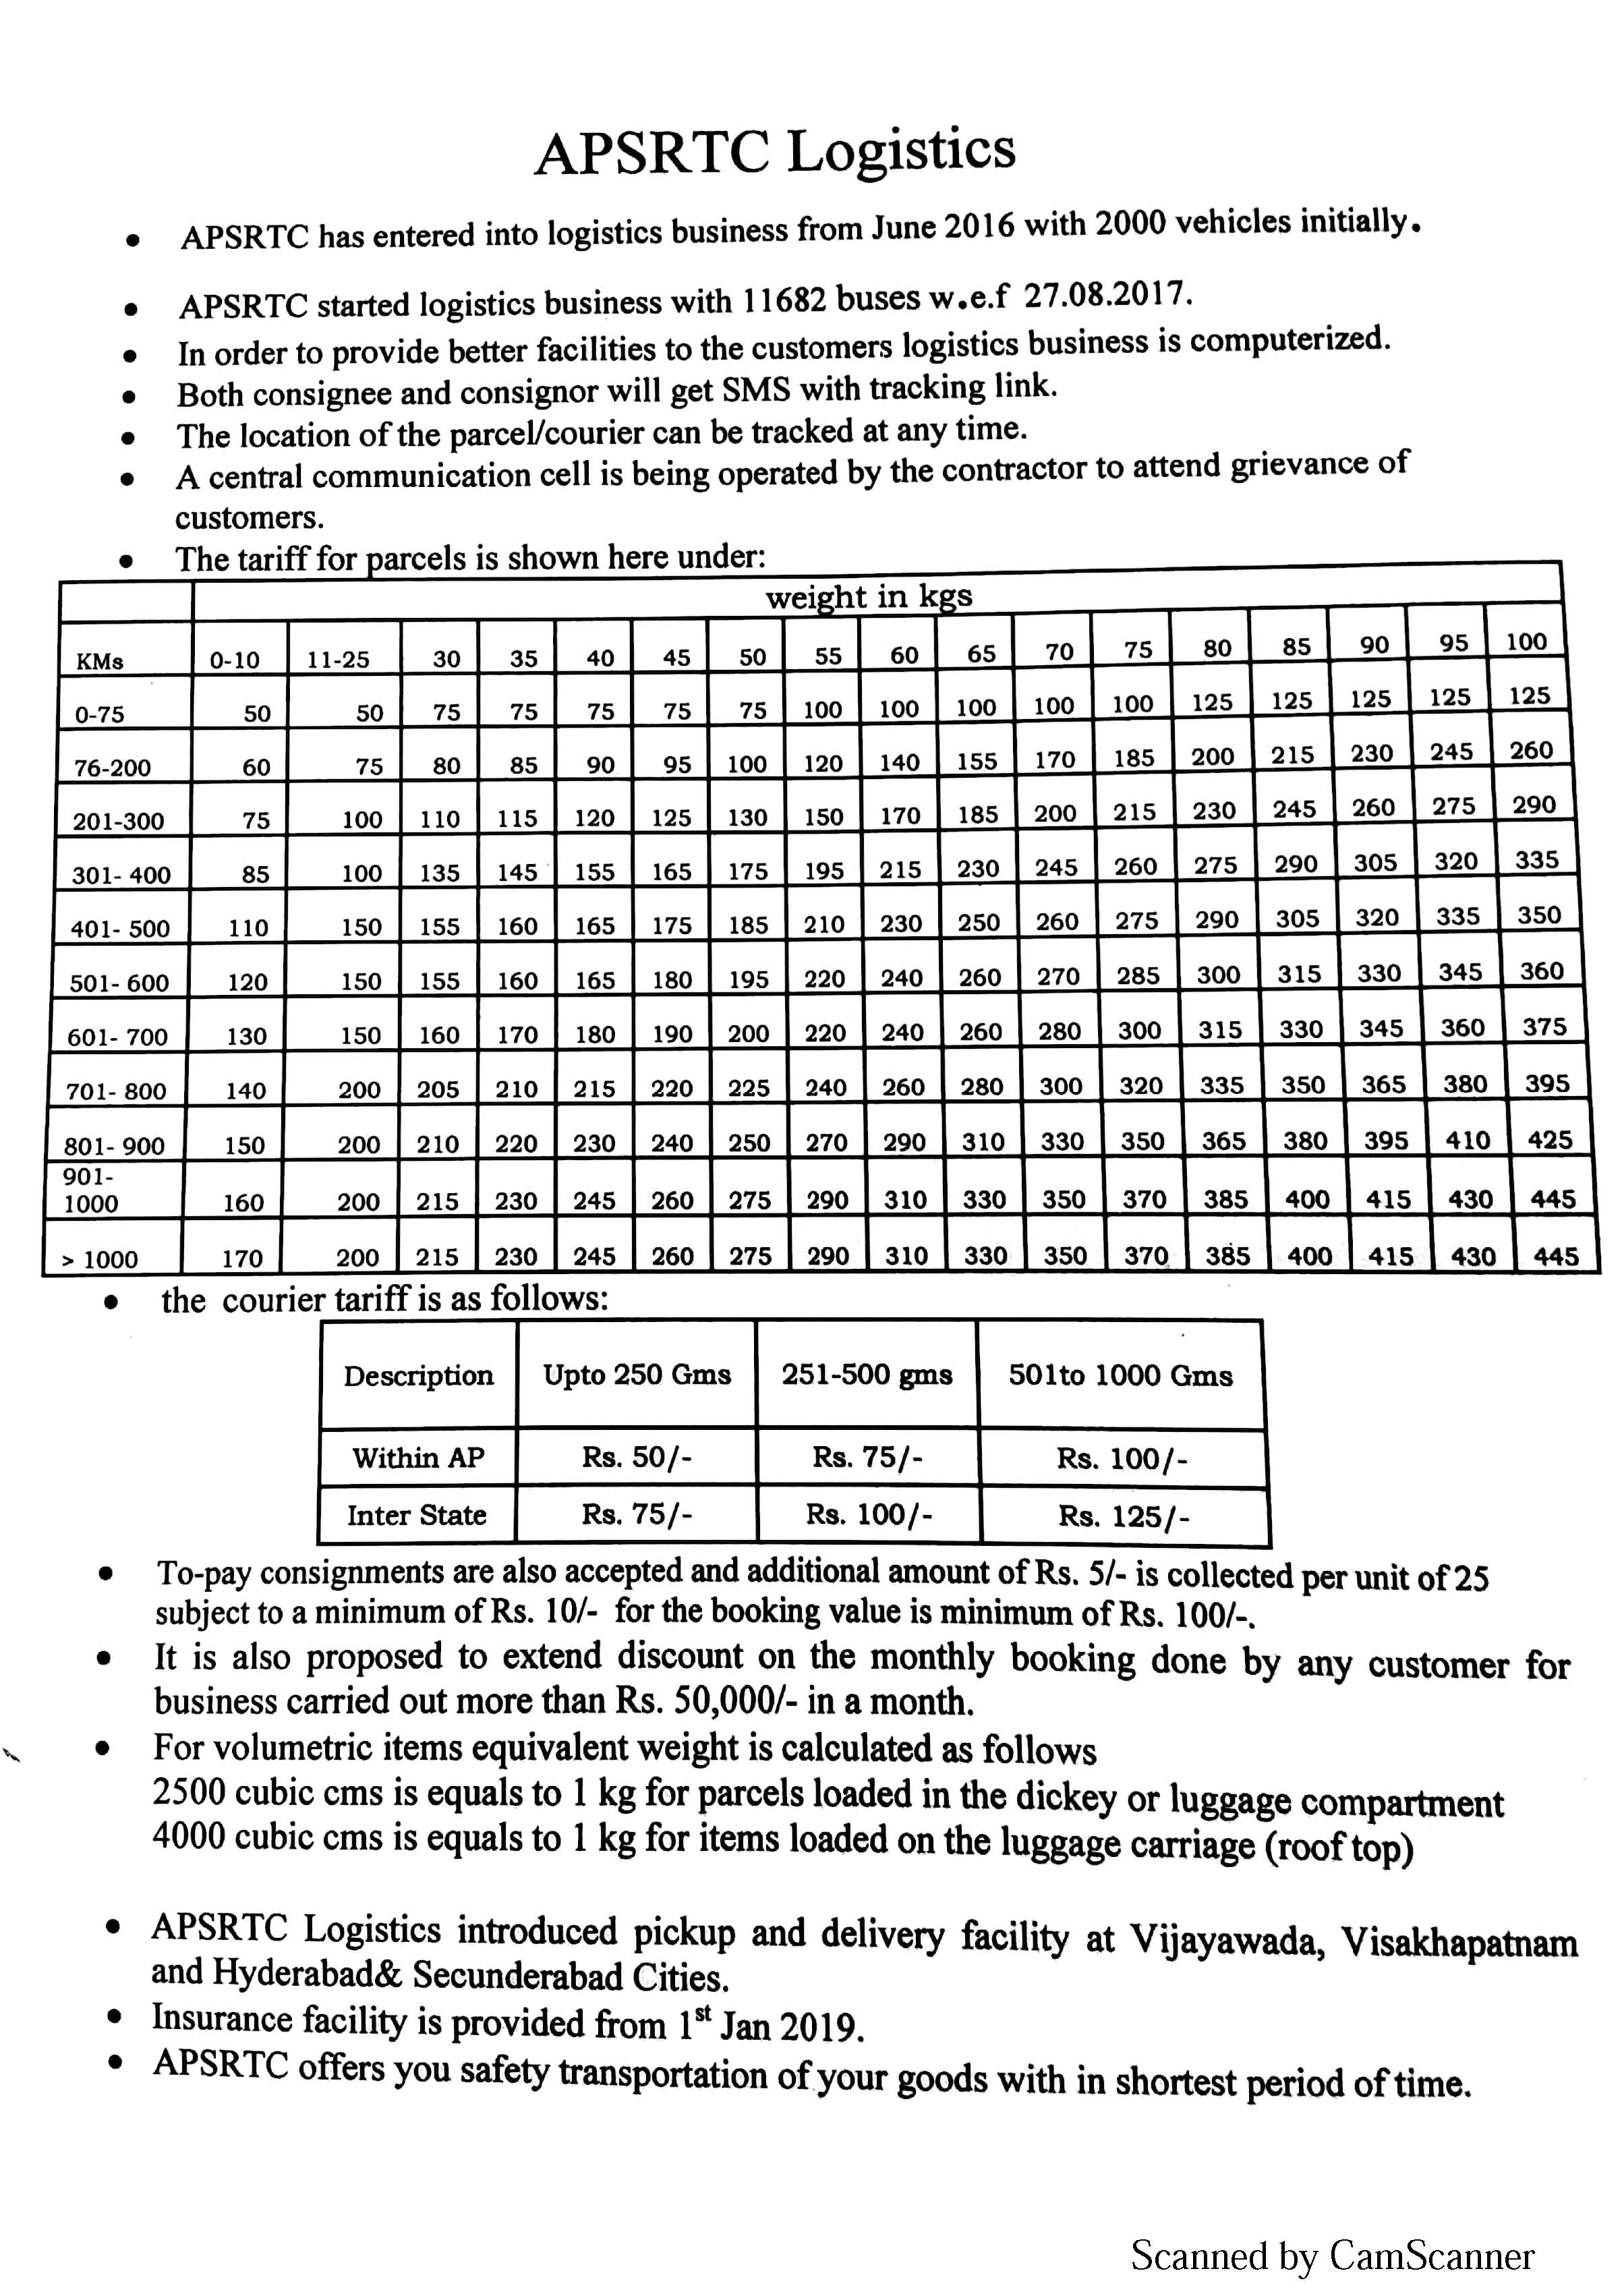 APSRTC Logistics
• APSRTC has entered into logistics business from June 2016 with 2000 vehicles initially.
• APSRTC started logistics business with 11682 buses w.e.f 27.08.2017.
• In order to provide better facilities to the customers logistics business is computerized.
• Both consignee and consignor will get SMS with tracking link.
• The location of the parcel/courier can be tracked at any time.
• A central communication cell is being operated by the contractor to attend grievance of
customers.
• The tariff for parcels is shown here under:
weight in kgs
KMs 0-10 11-25 30 35 40 45 50 55 60 65 70 75 80 85 90 95 100
0-75 50 50 75 75 75 75 75 100 100 100 100 100 125 125 125 125 125
76-200 60 75 80 85 90 95 100 120 140 155 170 185 200 215 230 245 260
201-300 75 100 110 115 120 125 130 150 170 185 200 215 230 245 260 275 290
301- 400 85 100 135 145 155 165 175 195 215 230 245 260 275 290 305 320 335
401- 500 110 150 155 160 165 175 185 210 230 250 260 275 290 305 320 335 350
501- 600 120 150 155 160 165 180 195 220 240 260 270 285 300 315 330 345 360
601- 700 130 150 160 170 180 190 200 220 240 260 280 300 315 330 345 360 375
701- 800 140 200 205 210 215 220 225 240 260 280 300 320 335 350 365 380 395
801- 900 150 200 210 220 230 240 250 270 290 310 330 350 365 380 395 410 425
901-
1000 160 200 215 230 245 260 275 290 310 330 350 370 385 400 415 430 445
> 1000 170 200 215 230 245 260 275 290 310 330 350 370 385 400 415 430 445
• the courier tariff is as follows:
Description Upto 250 Gms 251-500 gms 501to 1000 Gms
Within AP Rs. 50/- Rs. 75/- Rs. 100/-
Inter State Rs. 75/- Rs. 100/- Rs. 125/-
• To-pay consignments are also accepted and additional amount of Rs. 5/- is collected per unit of 25
subject to a minimum of Rs. 10/- for the booking value is minimum of Rs. 100/-.
• It is also proposed to extend discount on the monthly booking done by any customer for
business carried out more than Rs. 50,000/- in a month.
• For volumetric items equivalent weight is calculated as follows
2500 cubic cms is equals to 1 kg for parcels loaded in the dickey or luggage compartment
4000 cubic cms is equals to 1 kg for items loaded on the luggage carriage (roof top)
• APSRTC Logistics introduced pickup and delivery facility at Vijayawada, Visakhapatnam
and Hyderabad& Secunderabad Cities.
• Insurance facility is provided from 1st Jan 2019.
• APSRTC offers you safety transportation of your goods with in shortest period of time.
Scanned by CamScanner